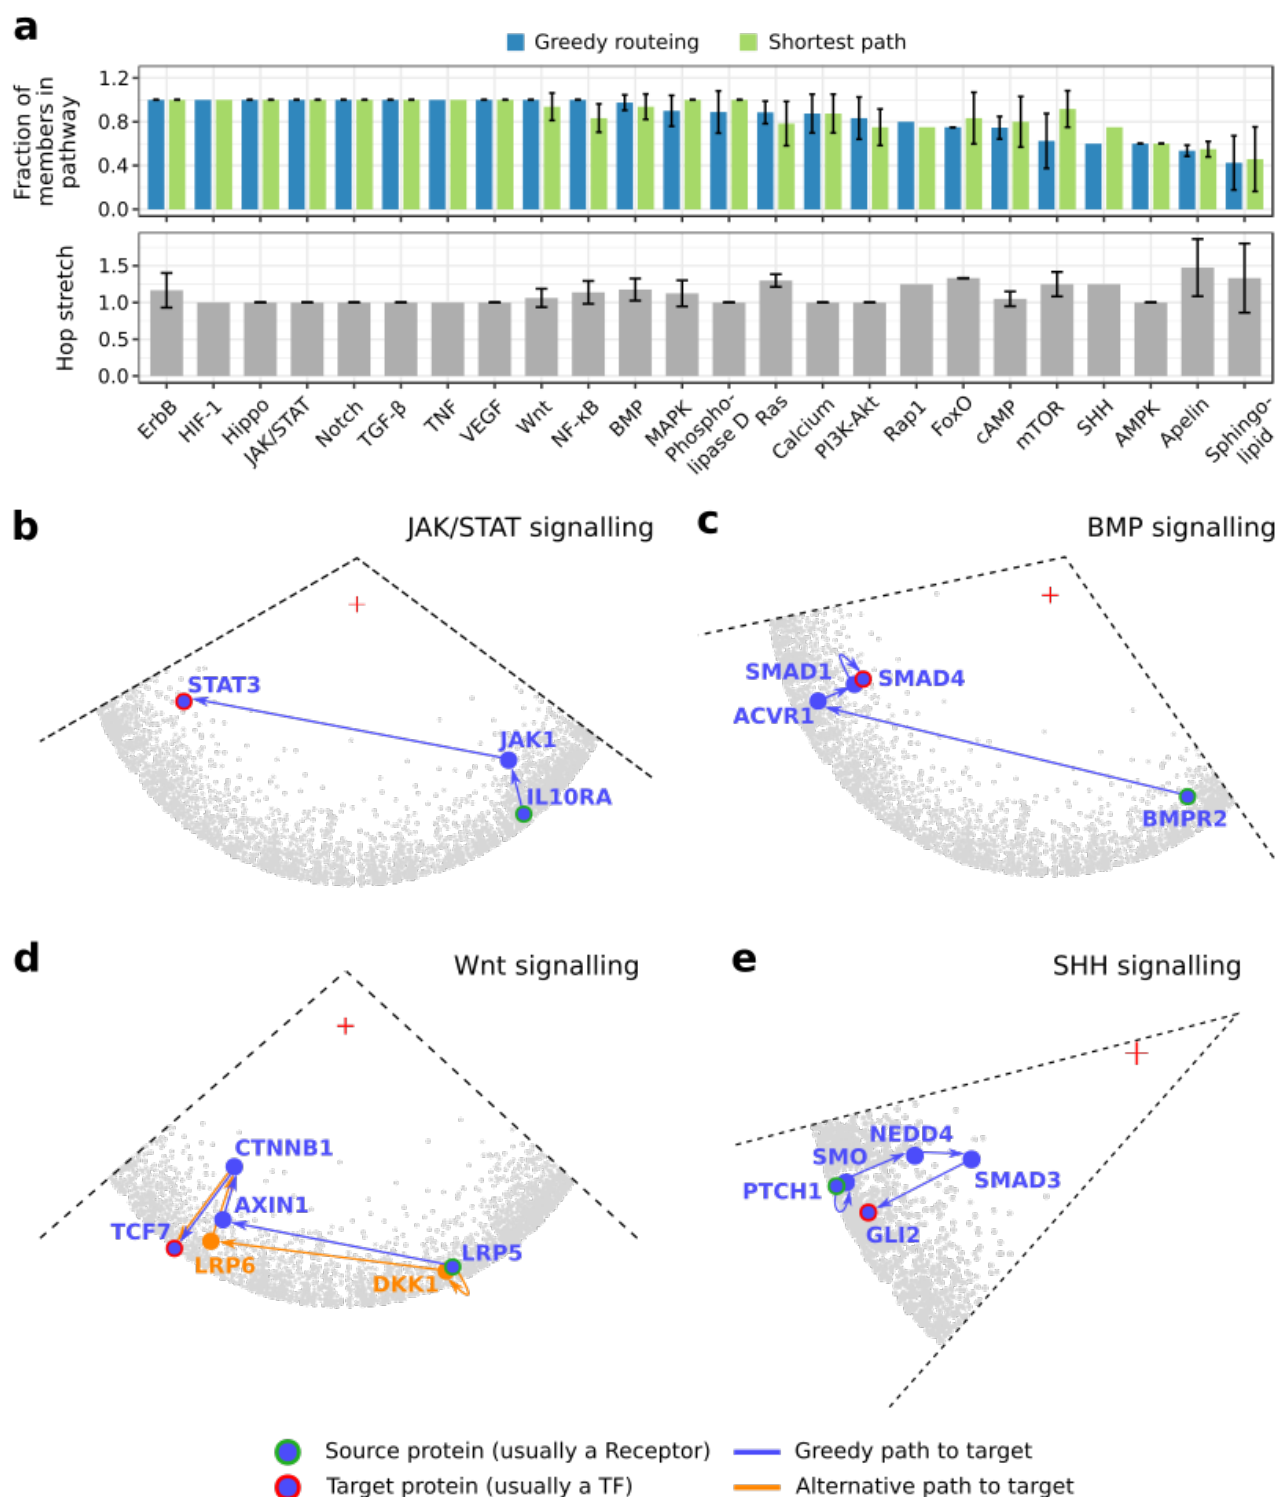 a
Greedy routeing
Shortest path
Fraction of
members in
pathway
1.2
0.8
0.4
0.0
Hop stretch
1.5
1.0
0.5
0.0
ErbB
HIF-1
Hippo
JAK/STAT
Notch
TGF-β
TNF
VEGF
Wnt
NF-κB
BMP
MAPK
Phospho-
lipase D
Ras
Calcium
PI3K-Akt
Rap1
FoxO
cAMP
mTOR
SHH
AMPK
Apelin
Sphingo-
lipid
b
JAK/STAT signalling
STAT3
JAK1
IL10RA
c
BMP signalling
SMAD1
SMAD4
ACVR1
BMPR2
d
Wnt signalling
CTNNB1
AXIN1
TCF7
LRP6
LRP5
DKK1
e
SHH signalling
NEDD4
SMO
PTCH1
SMAD3
GLI2
Source protein (usually a Receptor)
Greedy path to target
Target protein (usually a TF)
Alternative path to target